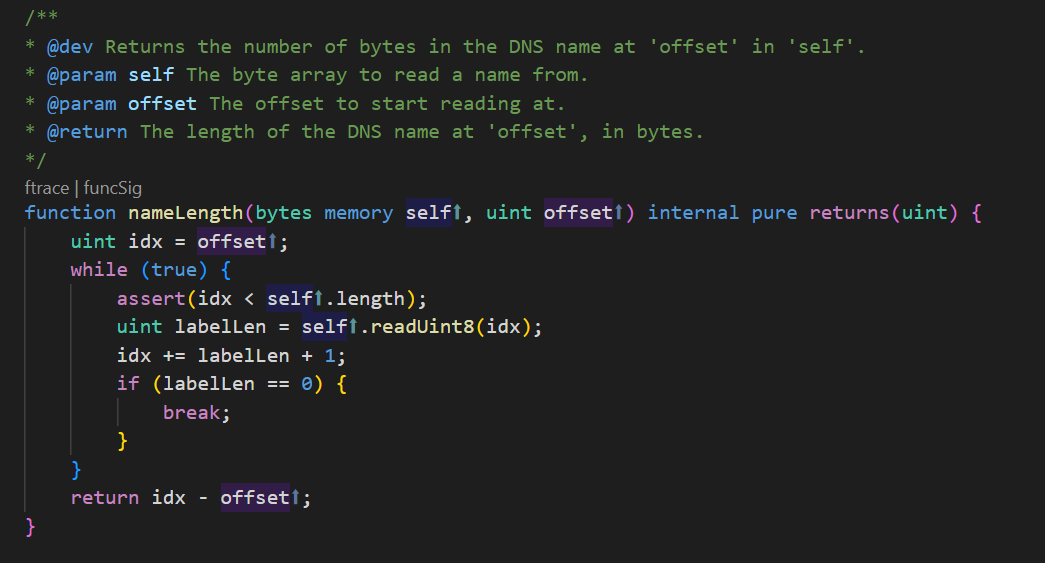 /**
* @dev Returns the number of bytes in the DNS name at 'offset' in 'self'.
* @param self The byte array to read a name from.
* @param offset The offset to start reading at.
* @return The length of the DNS name at 'offset', in bytes.
*/
ftrace | funcSig
function nameLength(bytes memory self⬆, uint offset⬆) internal pure returns(uint) {
    uint idx = offset⬆;
    while (true) {
        assert(idx < self⬆.length);
        uint labelLen = self⬆.readUint8(idx);
        idx += labelLen + 1;
        if (labelLen == 0) {
            break;
        }
    }
    return idx - offset⬆;
}